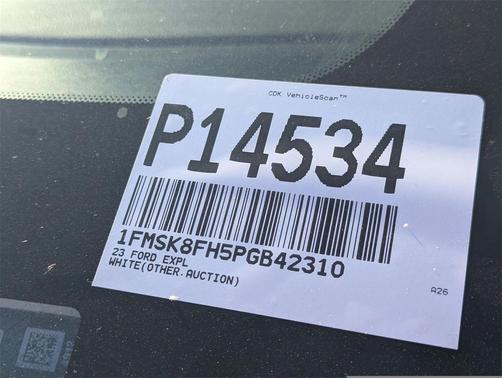 CDK VehicleScan™
P14534
1FMSK8FH5PGB42310
23 FORD EXPL
WHITE(OTHER.AUCTION)
A26